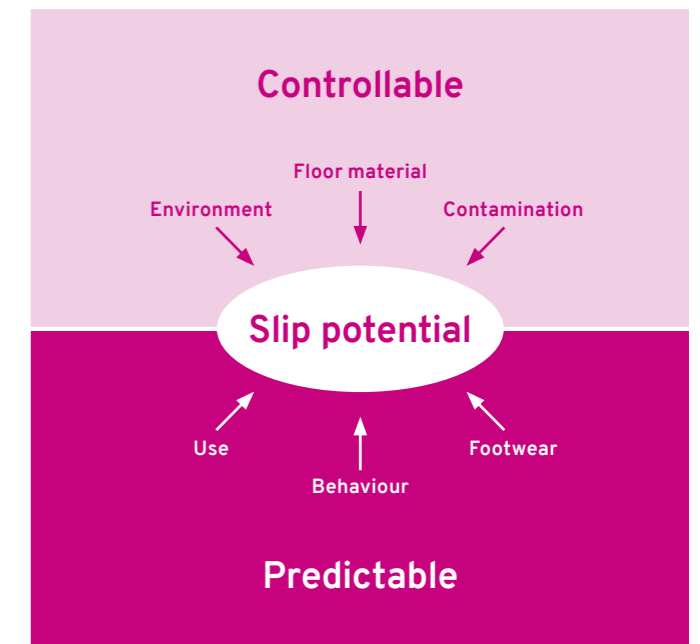 Controllable
Floor material
Environment
Contamination
Slip potential
Use
Footwear
Behaviour
Predictable